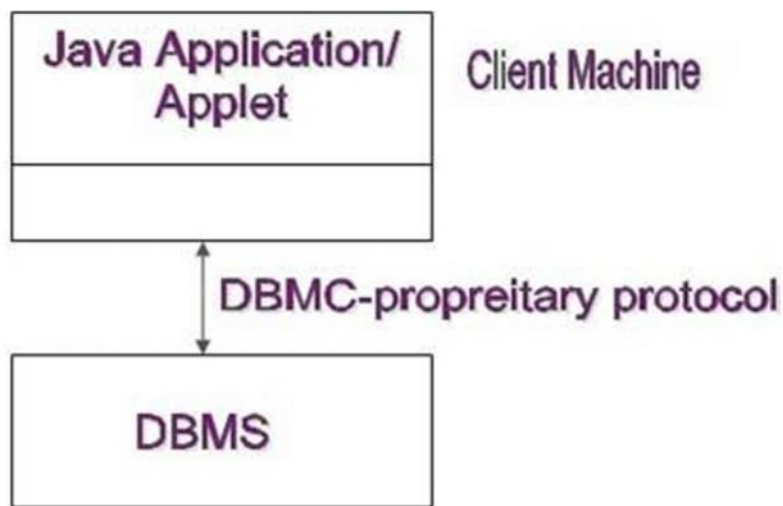 Java Application/
Applet
Client Machine
DBMC-propreitary protocol
DBMS